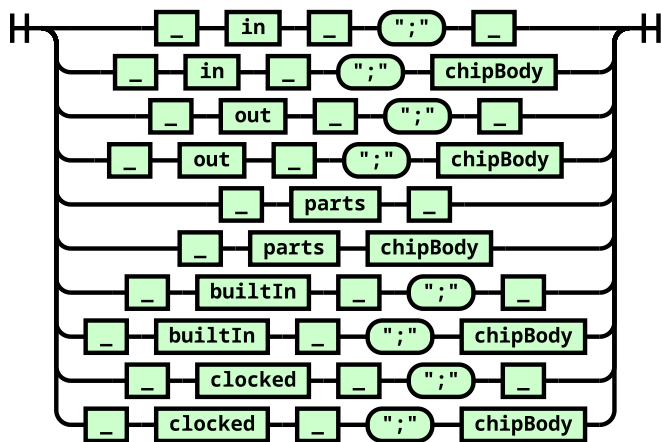 _ in _ ";" _
_ in _ ";" chipBody
_ out _ ";" _
_ out _ ";" chipBody
_ parts _
_ parts chipBody
_ builtIn _ ";" _
_ builtIn _ ";" chipBody
_ clocked _ ";" _
_ clocked _ ";" chipBody